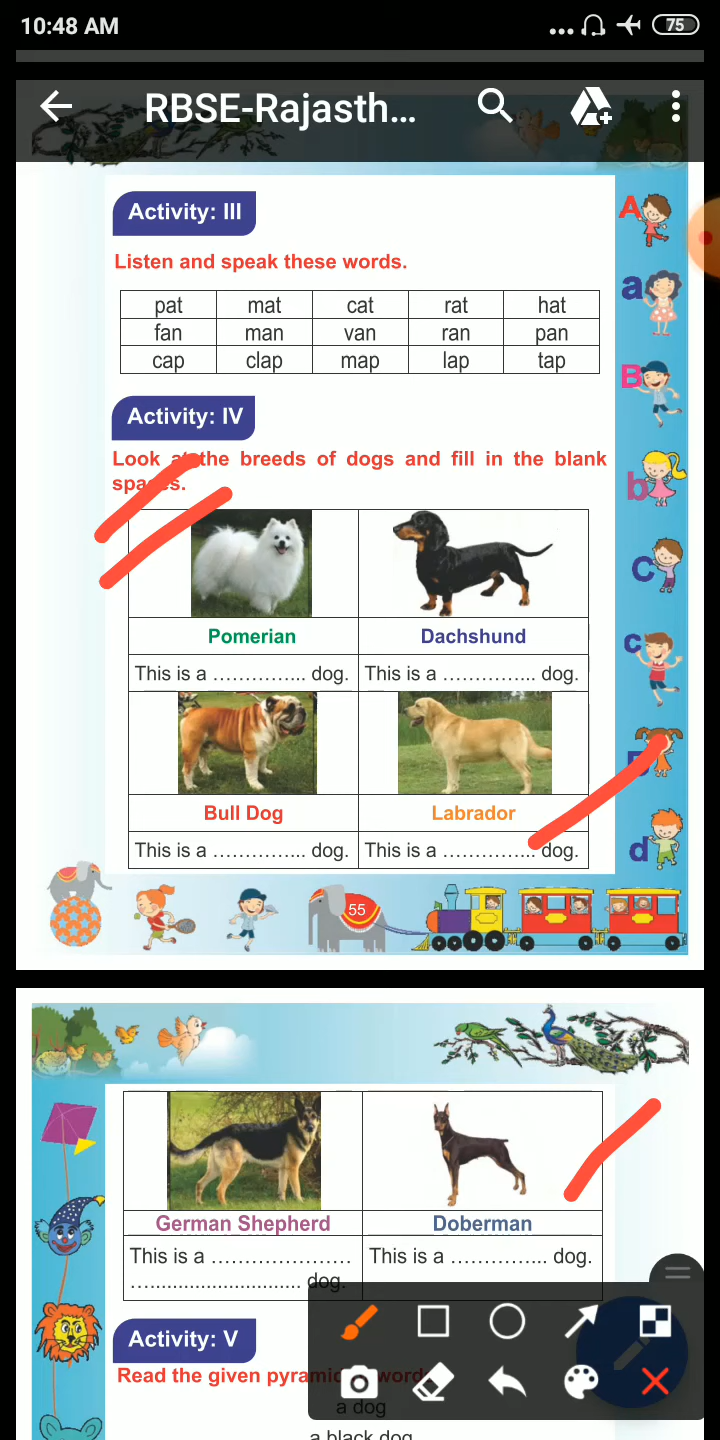 10:48 AM
75
RBSE-Rajasth...
Activity: III
A
Listen and speak these words.
a
pat mat cat rat hat
fan man van ran pan
cap clap map lap tap
B
Activity: IV
Look at the breeds of dogs and fill in the blank
spaces.
b
C
Pomerian Dachshund
c
This is a ................ dog. This is a ................ dog.
Bull Dog Labrador
This is a ................ dog. This is a ................ dog.
d
55
German Shepherd Doberman
This is a ..................... This is a ................ dog.
.............................. dog.
Activity: V
Read the given pyramid
a dog
a black dog